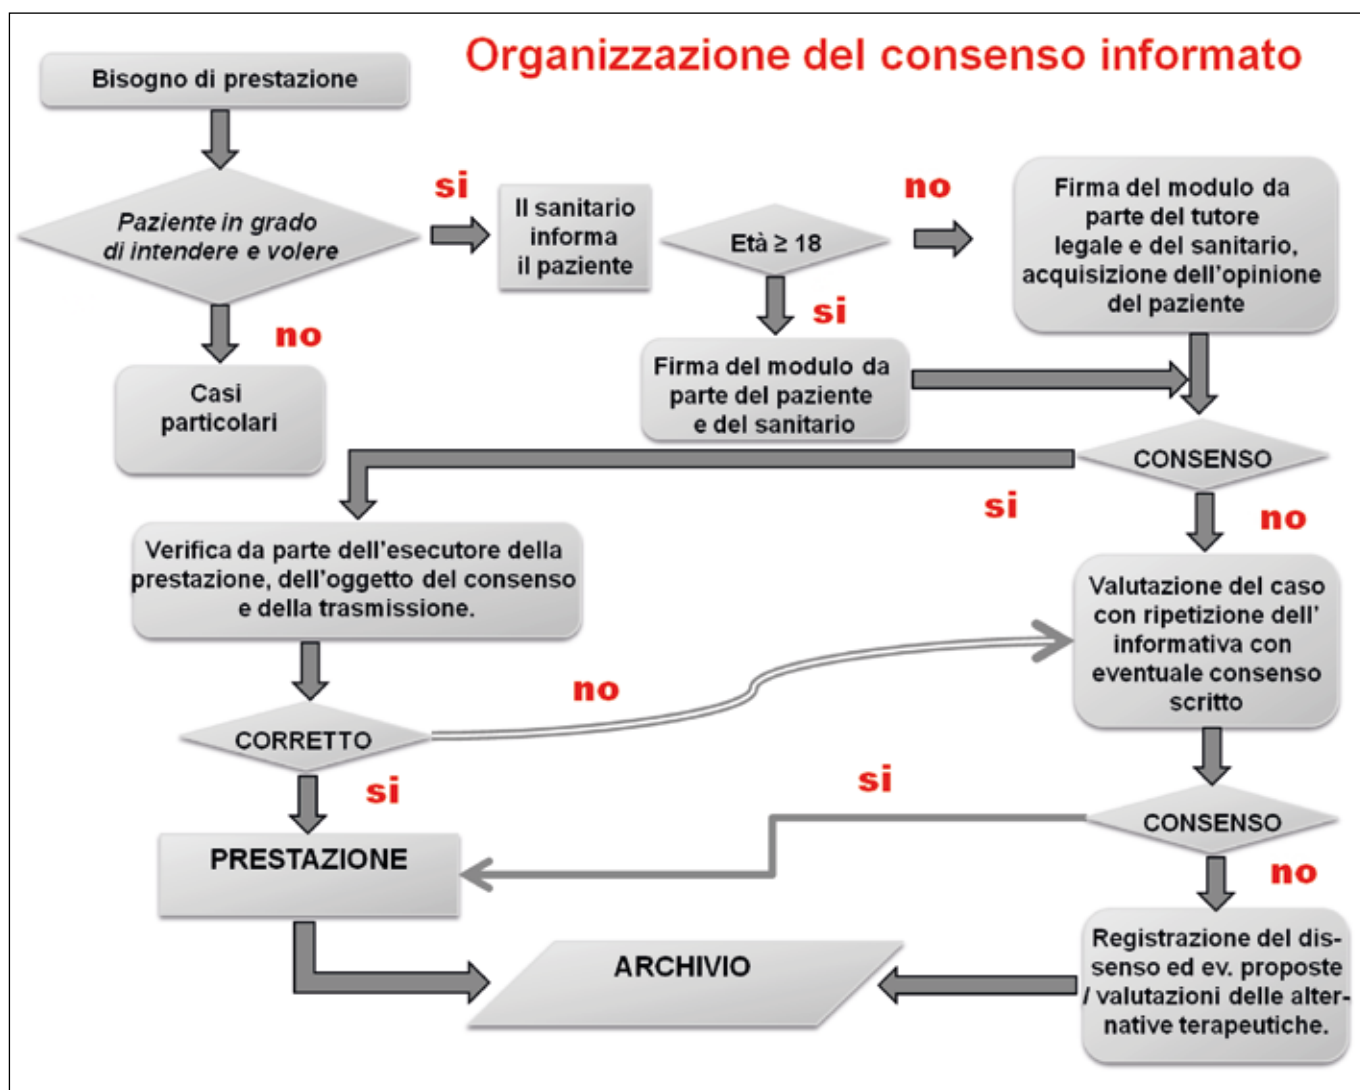 Organizzazione del consenso informato
Bisogno di prestazione
Paziente in grado
di intendere e volere
si
no
Casi
particolari
Il sanitario
informa
il paziente
Età ≥ 18
no
si
Firma del modulo da
parte del tutore
legale e del sanitario,
acquisizione dell'opinione
del paziente
Firma del modulo da
parte del paziente
e del sanitario
CONSENSO
si
no
Verifica da parte dell'esecutore della
prestazione, dell'oggetto del consenso
e della trasmissione.
Valutazione del caso
con ripetizione dell'
informativa con
eventuale consenso
scritto
no
CORRETTO
si
si
CONSENSO
no
PRESTAZIONE
ARCHIVIO
Registrazione del dis-
senso ed ev. proposte
/ valutazioni delle alter-
native terapeutiche.